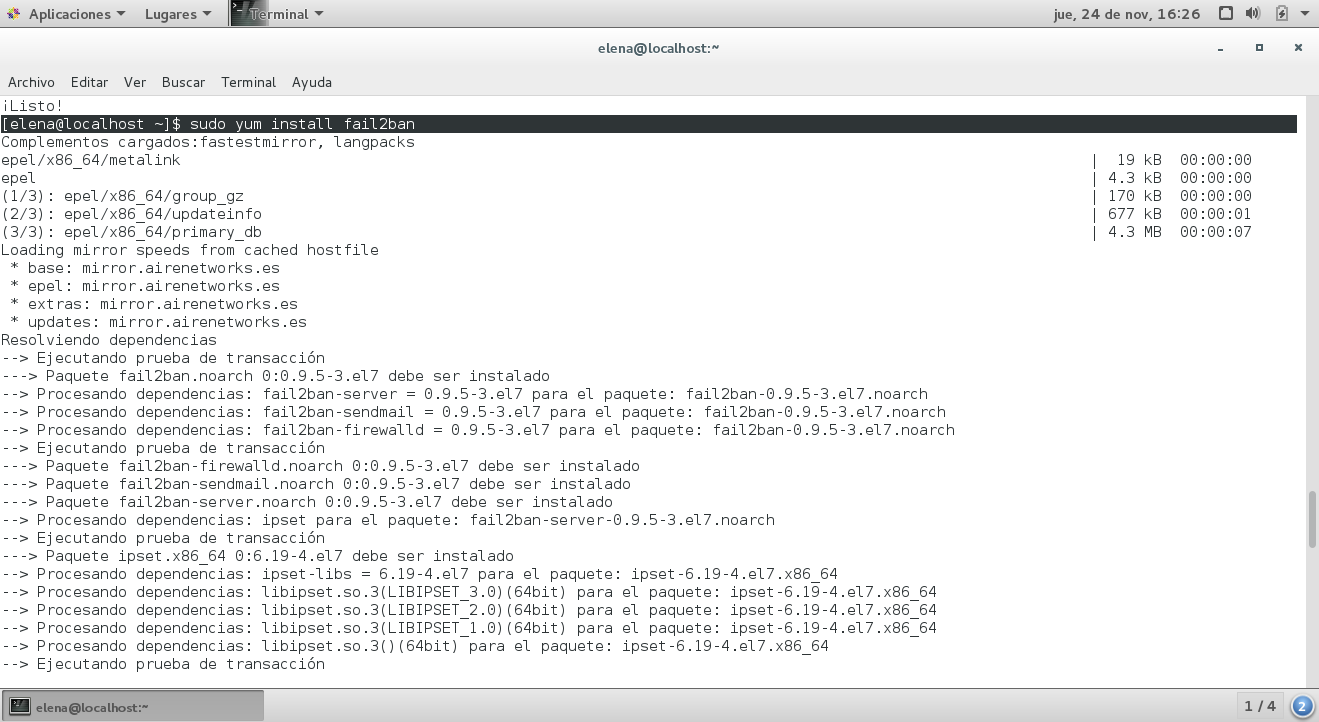 Aplicaciones Lugares Terminal jue, 24 de nov, 16:26
elena@localhost:~
Archivo Editar Ver Buscar Terminal Ayuda
¡Listo!
[elena@localhost ~]$ sudo yum install fail2ban
Complementos cargados:fastestmirror, langpacks
epel/x86_64/metalink | 19 kB 00:00:00
epel | 4.3 kB 00:00:00
(1/3): epel/x86_64/group_gz | 170 kB 00:00:00
(2/3): epel/x86_64/updateinfo | 677 kB 00:00:01
(3/3): epel/x86_64/primary_db | 4.3 MB 00:00:07
Loading mirror speeds from cached hostfile
* base: mirror.airenetworks.es
* epel: mirror.airenetworks.es
* extras: mirror.airenetworks.es
* updates: mirror.airenetworks.es
Resolviendo dependencias
--> Ejecutando prueba de transacción
---> Paquete fail2ban.noarch 0:0.9.5-3.el7 debe ser instalado
--> Procesando dependencias: fail2ban-server = 0.9.5-3.el7 para el paquete: fail2ban-0.9.5-3.el7.noarch
--> Procesando dependencias: fail2ban-sendmail = 0.9.5-3.el7 para el paquete: fail2ban-0.9.5-3.el7.noarch
--> Procesando dependencias: fail2ban-firewalld = 0.9.5-3.el7 para el paquete: fail2ban-0.9.5-3.el7.noarch
--> Ejecutando prueba de transacción
---> Paquete fail2ban-firewalld.noarch 0:0.9.5-3.el7 debe ser instalado
---> Paquete fail2ban-sendmail.noarch 0:0.9.5-3.el7 debe ser instalado
---> Paquete fail2ban-server.noarch 0:0.9.5-3.el7 debe ser instalado
--> Procesando dependencias: ipset para el paquete: fail2ban-server-0.9.5-3.el7.noarch
--> Ejecutando prueba de transacción
---> Paquete ipset.x86_64 0:6.19-4.el7 debe ser instalado
--> Procesando dependencias: ipset-libs = 6.19-4.el7 para el paquete: ipset-6.19-4.el7.x86_64
--> Procesando dependencias: libipset.so.3(LIBIPSET_3.0)(64bit) para el paquete: ipset-6.19-4.el7.x86_64
--> Procesando dependencias: libipset.so.3(LIBIPSET_2.0)(64bit) para el paquete: ipset-6.19-4.el7.x86_64
--> Procesando dependencias: libipset.so.3(LIBIPSET_1.0)(64bit) para el paquete: ipset-6.19-4.el7.x86_64
--> Procesando dependencias: libipset.so.3()(64bit) para el paquete: ipset-6.19-4.el7.x86_64
--> Ejecutando prueba de transacción
elena@localhost:~ 1 / 4 2